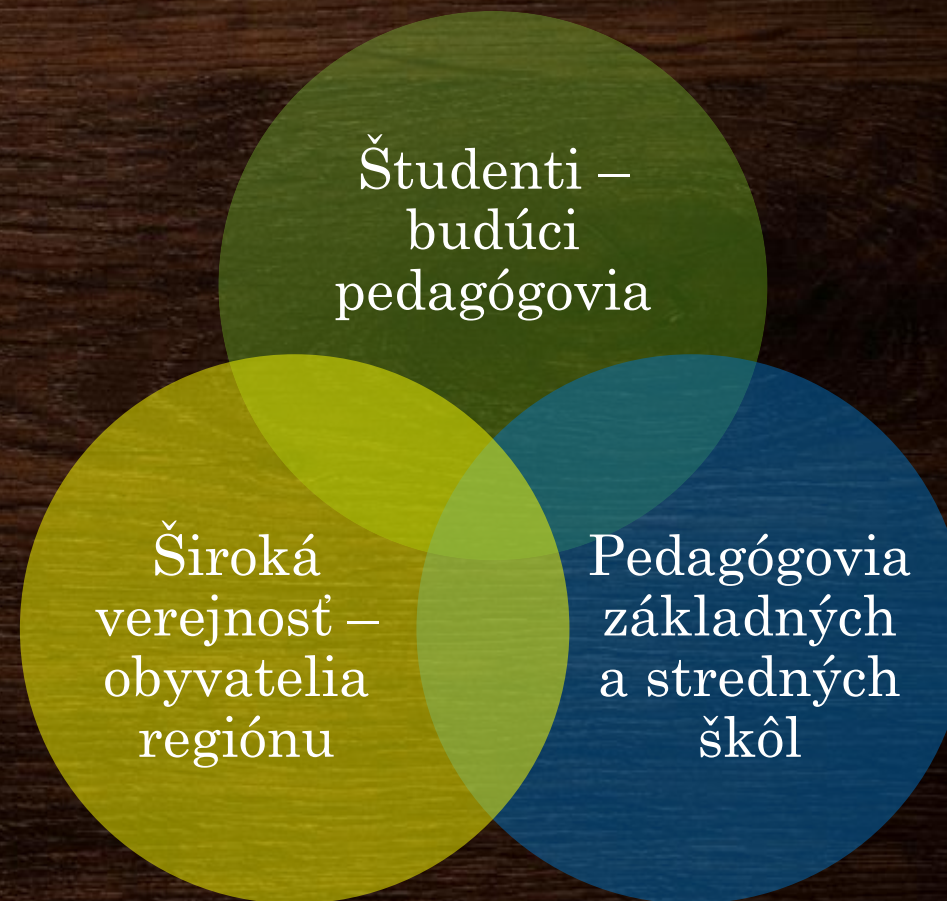 Študenti –
budúci
pedagógovia
Široká
verejnosť –
obyvatelia
regiónu
Pedagógovia
základných
a stredných
škôl